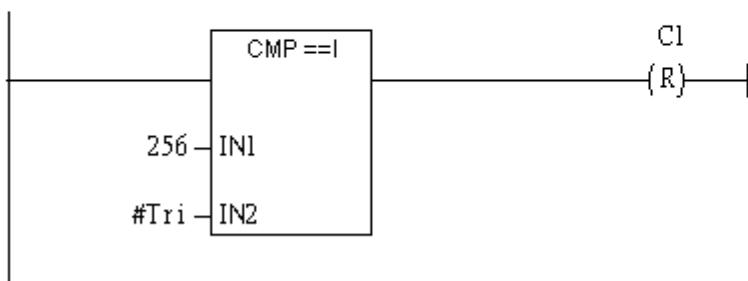 C1
CMP ==I
(R)
256 IN1
#Tri IN2